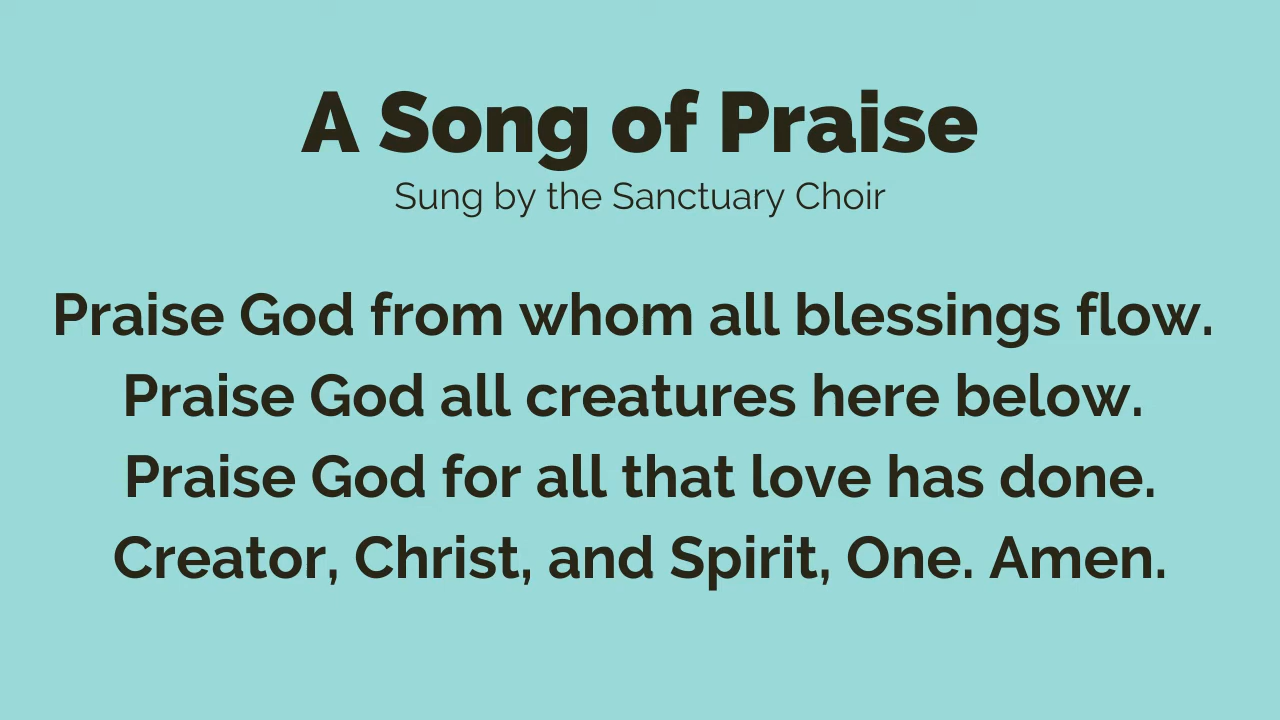 A Song of Praise
Sung by the Sanctuary Choir
Praise God from whom all blessings flow.
Praise God all creatures here below.
Praise God for all that love has done.
Creator, Christ, and Spirit, One. Amen.